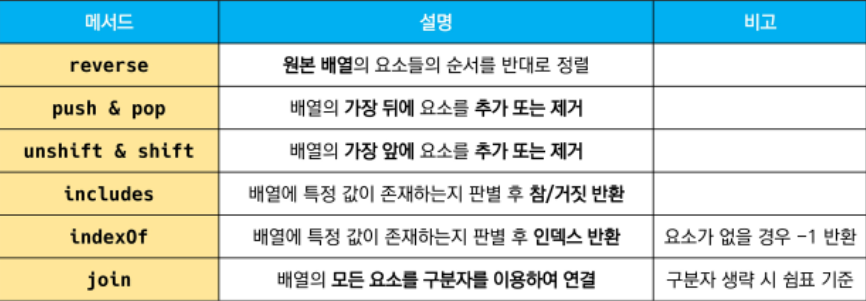 메서드 설명 비고
reverse 원본 배열의 요소들의 순서를 반대로 정렬
push & pop 배열의 가장 뒤에 요소를 추가 또는 제거
unshift & shift 배열의 가장 앞에 요소를 추가 또는 제거
includes 배열에 특정 값이 존재하는지 판별 후 참/거짓 반환
indexOf 배열에 특정 값이 존재하는지 판별 후 인덱스 반환 요소가 없을 경우 -1 반환
join 배열의 모든 요소를 구분자를 이용하여 연결 구분자 생략 시 쉼표 기준